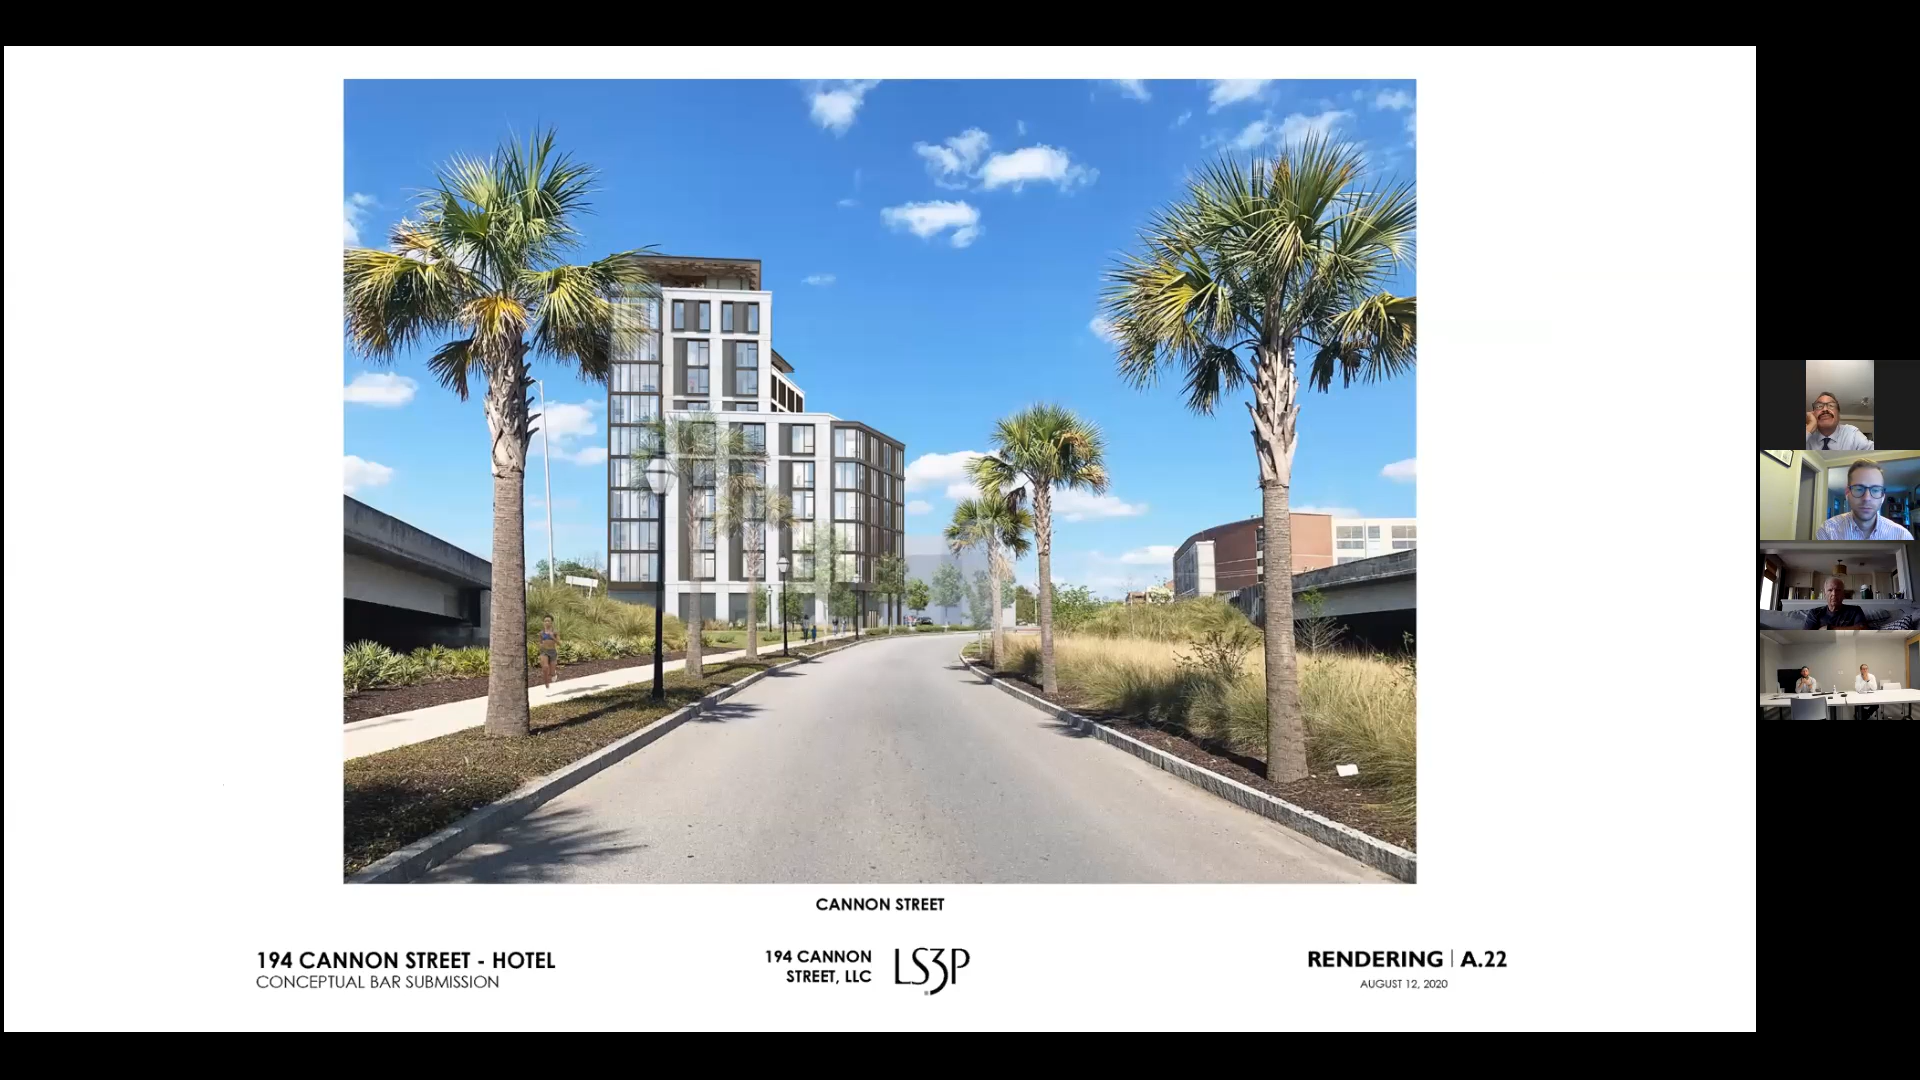 CANNON STREET
194 CANNON STREET - HOTEL
CONCEPTUAL BAR SUBMISSION
194 CANNON
STREET, LLC
LS3P
RENDERING | A.22
AUGUST 12, 2020